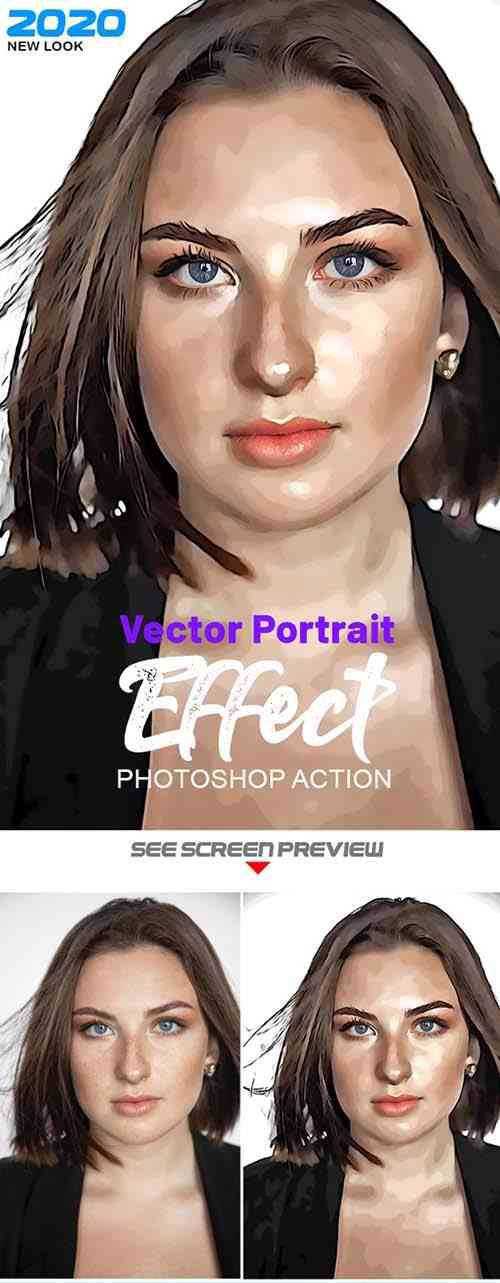 2020
NEW LOOK
Vector Portrait
Effect
PHOTOSHOP ACTION
SEE SCREEN PREVIEW